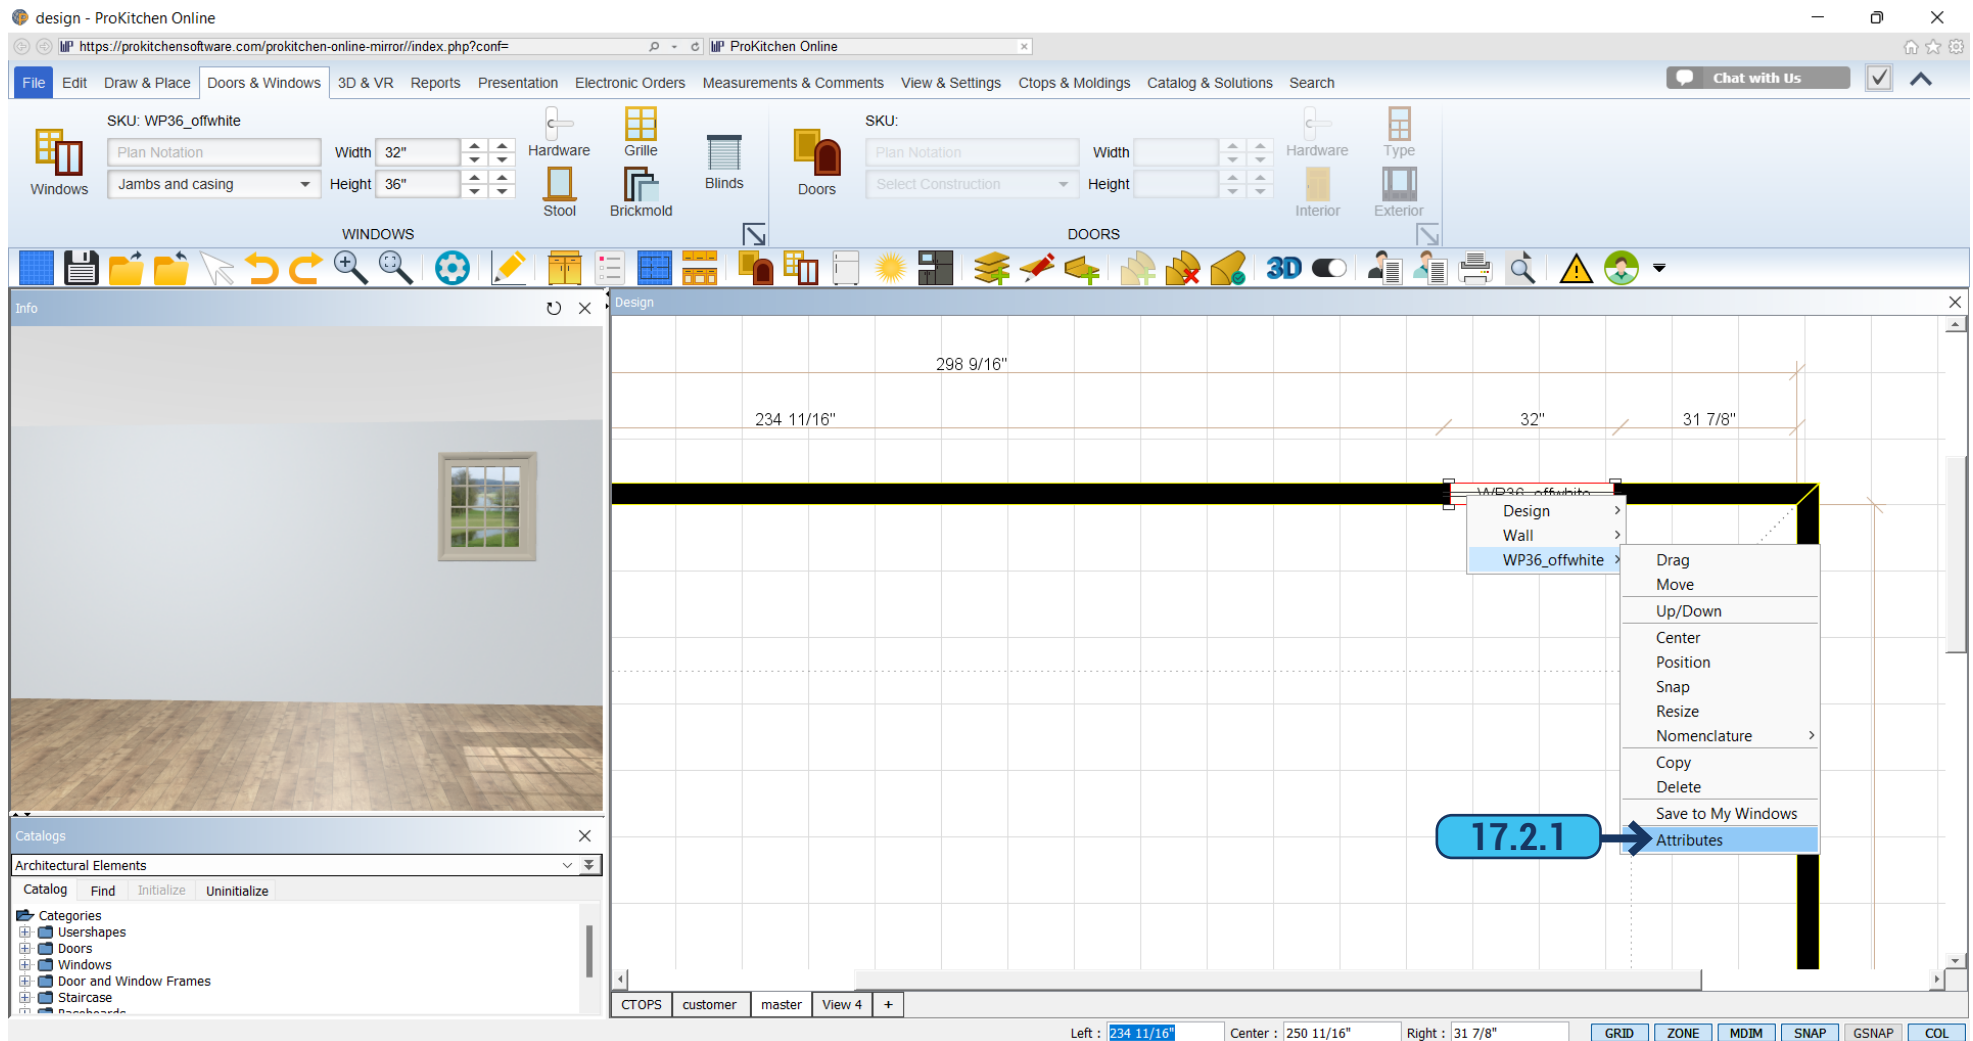 design - ProKitchen Online
https://prokitchensoftware.com/prokitchen-online-mirror//index.php?conf=
ProKitchen Online
File Edit Draw & Place Doors & Windows 3D & VR Reports Presentation Electronic Orders Measurements & Comments View & Settings Ctops & Moldings Catalog & Solutions Search
Chat with Us
SKU: WP36_offwhite
Plan Notation
Width 32"
Hardware
Grille
Windows
Jambs and casing
Height 36"
Stool
Brickmold
Blinds
WINDOWS
Doors
SKU:
Plan Notation
Width
Select Construction
Height
Hardware
Type
Interior
Exterior
DOORS
3D
Info
Design
298 9/16"
234 11/16"
32"
31 7/8"
WP36_offwhite
Design
Wall
WP36_offwhite
Drag
Move
Up/Down
Center
Position
Snap
Resize
Nomenclature
Copy
Delete
Save to My Windows
Attributes
17.2.1
Catalogs
Architectural Elements
Catalog Find Initialize Uninitialize
Categories
Usershapes
Doors
Windows
Door and Window Frames
Staircase
Baseboards
CTOPS customer master View 4 +
Left : 234 11/16" Center : 250 11/16" Right : 31 7/8" GRID ZONE MDIM SNAP GSNAP COL